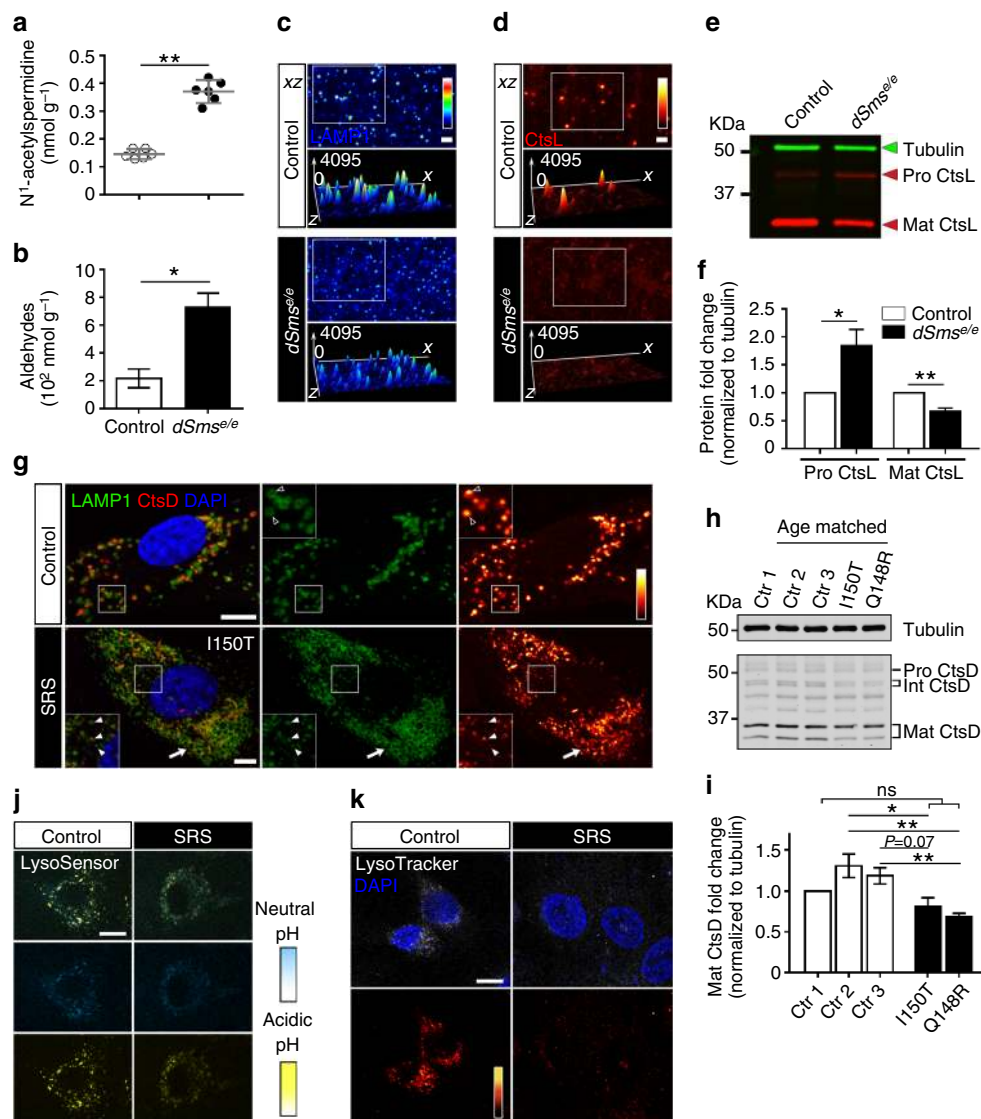 a
**
0.5
0.4
0.3
0.2
0.1
0
N1-acetylspermidine
(nmol g–1)
b
*
10
8
6
4
2
0
Aldehydes
(102 nmol g–1)
Control dSmse/e
c
xz
Control
LAMP1
4095
0
x
z
dSmse/e
4095
0
x
z
d
xz
Control
CtsL
4095
0
x
z
dSmse/e
4095
0
x
z
e
Control
dSmse/e
KDa
50
37
Tubulin
Pro CtsL
Mat CtsL
f
Control
dSmse/e
*
**
2.5
2.0
1.5
1.0
0.5
0
Protein fold change
(normalized to tubulin)
Pro CtsL Mat CtsL
g
Control
LAMP1 CtsD DAPI
SRS
I150T
h
Age matched
Ctr 1
Ctr 2
Ctr 3
I150T
Q148R
KDa
50
Tubulin
50
37
Pro CtsD
Int CtsD
Mat CtsD
i
ns
*
**
P=0.07
**
1.5
1.0
0.5
0
Mat CtsD fold change
(normalized to tubulin)
Ctr 1
Ctr 2
Ctr 3
I150T
Q148R
j
Control
SRS
LysoSensor
Neutral
pH
Acidic
pH
k
Control
SRS
LysoTracker
DAPI